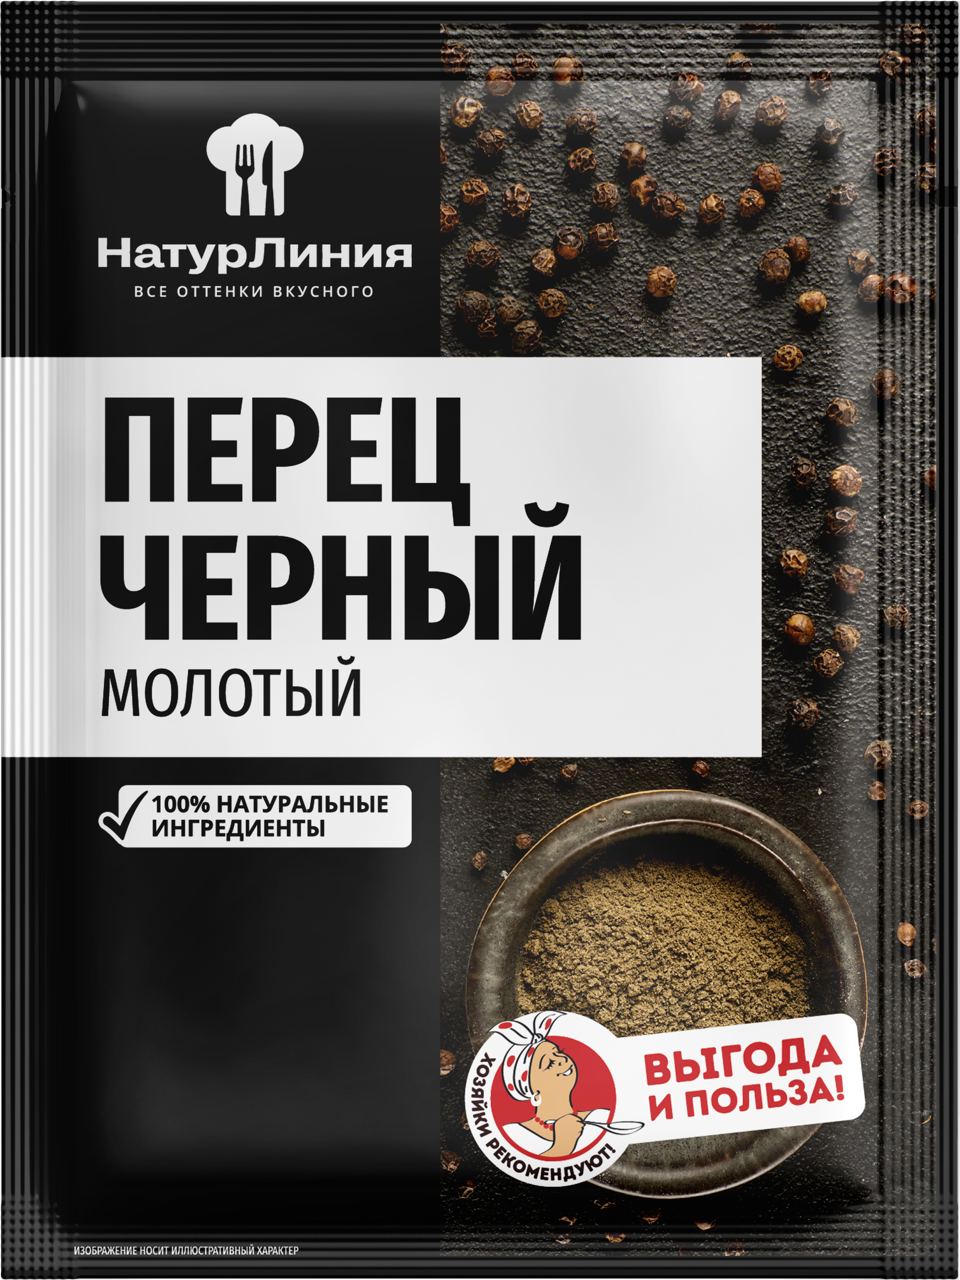 НатурЛиния
ВСЕ ОТТЕНКИ ВКУСНОГО
ПЕРЕЦ
ЧЕРНЫЙ
МОЛОТЫЙ
100% НАТУРАЛЬНЫЕ
ИНГРЕДИЕНТЫ
ХОЗЯЙКИ РЕКОМЕНДУЮТ!
ВЫГОДА
И ПОЛЬЗА!
ИЗОБРАЖЕНИЕ НОСИТ ИЛЛЮСТРАТИВНЫЙ ХАРАКТЕР